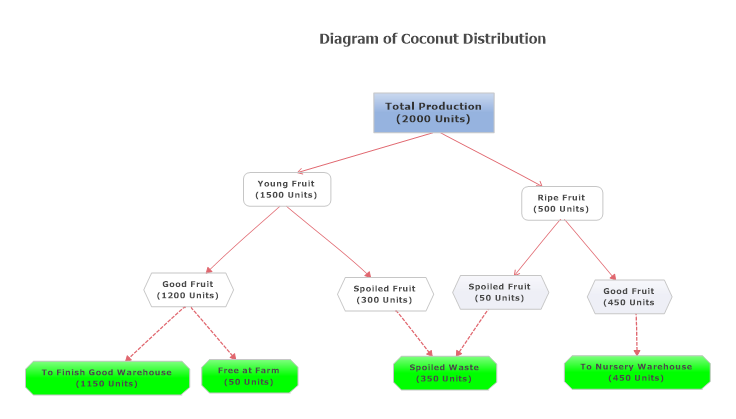 Diagram of Coconut Distribution
Total Production
(2000 Units)
Young Fruit
(1500 Units)
Ripe Fruit
(500 Units)
Good Fruit
(1200 Units)
Spoiled Fruit
(300 Units)
Spoiled Fruit
(50 Units)
Good Fruit
(450 Units
To Finish Good Warehouse
(1150 Units)
Free at Farm
(50 Units)
Spoiled Waste
(350 Units)
To Nursery Warehouse
(450 Units)